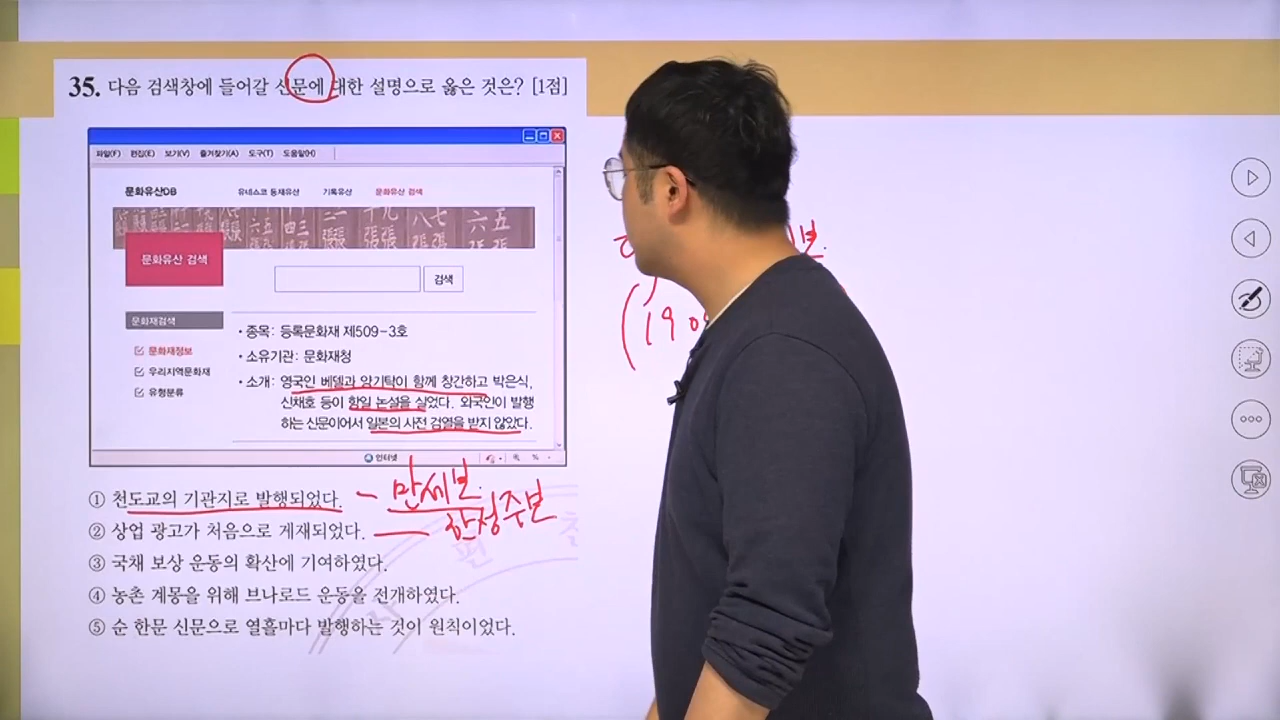 35. 다음 검색창에 들어갈 신문에 대한 설명으로 옳은 것은? [1점]
파일(F) 편집(E) 보기(V) 즐겨찾기(A) 도구(T) 도움말(H)
문화유산DB 유네스코 등재유산 기록유산 문화유산 검색
문화유산 검색
검색
문화재검색
문화재정보
우리지역문화재
유형분류
• 종목: 등록문화재 제509-3호
• 소유기관: 문화재청
• 소개: 영국인 베델과 양기탁이 함께 창간하고 박은식,
신채호 등이 항일 논설을 실었다. 외국인이 발행
하는 신문이어서 일본의 사전 검열을 받지 않았다.
인터넷
① 천도교의 기관지로 발행되었다. 만세보.
② 상업 광고가 처음으로 게재되었다. 한성주보
③ 국채 보상 운동의 확산에 기여하였다.
④ 농촌 계몽을 위해 브나로드 운동을 전개하였다.
⑤ 순 한문 신문으로 열흘마다 발행하는 것이 원칙이었다.